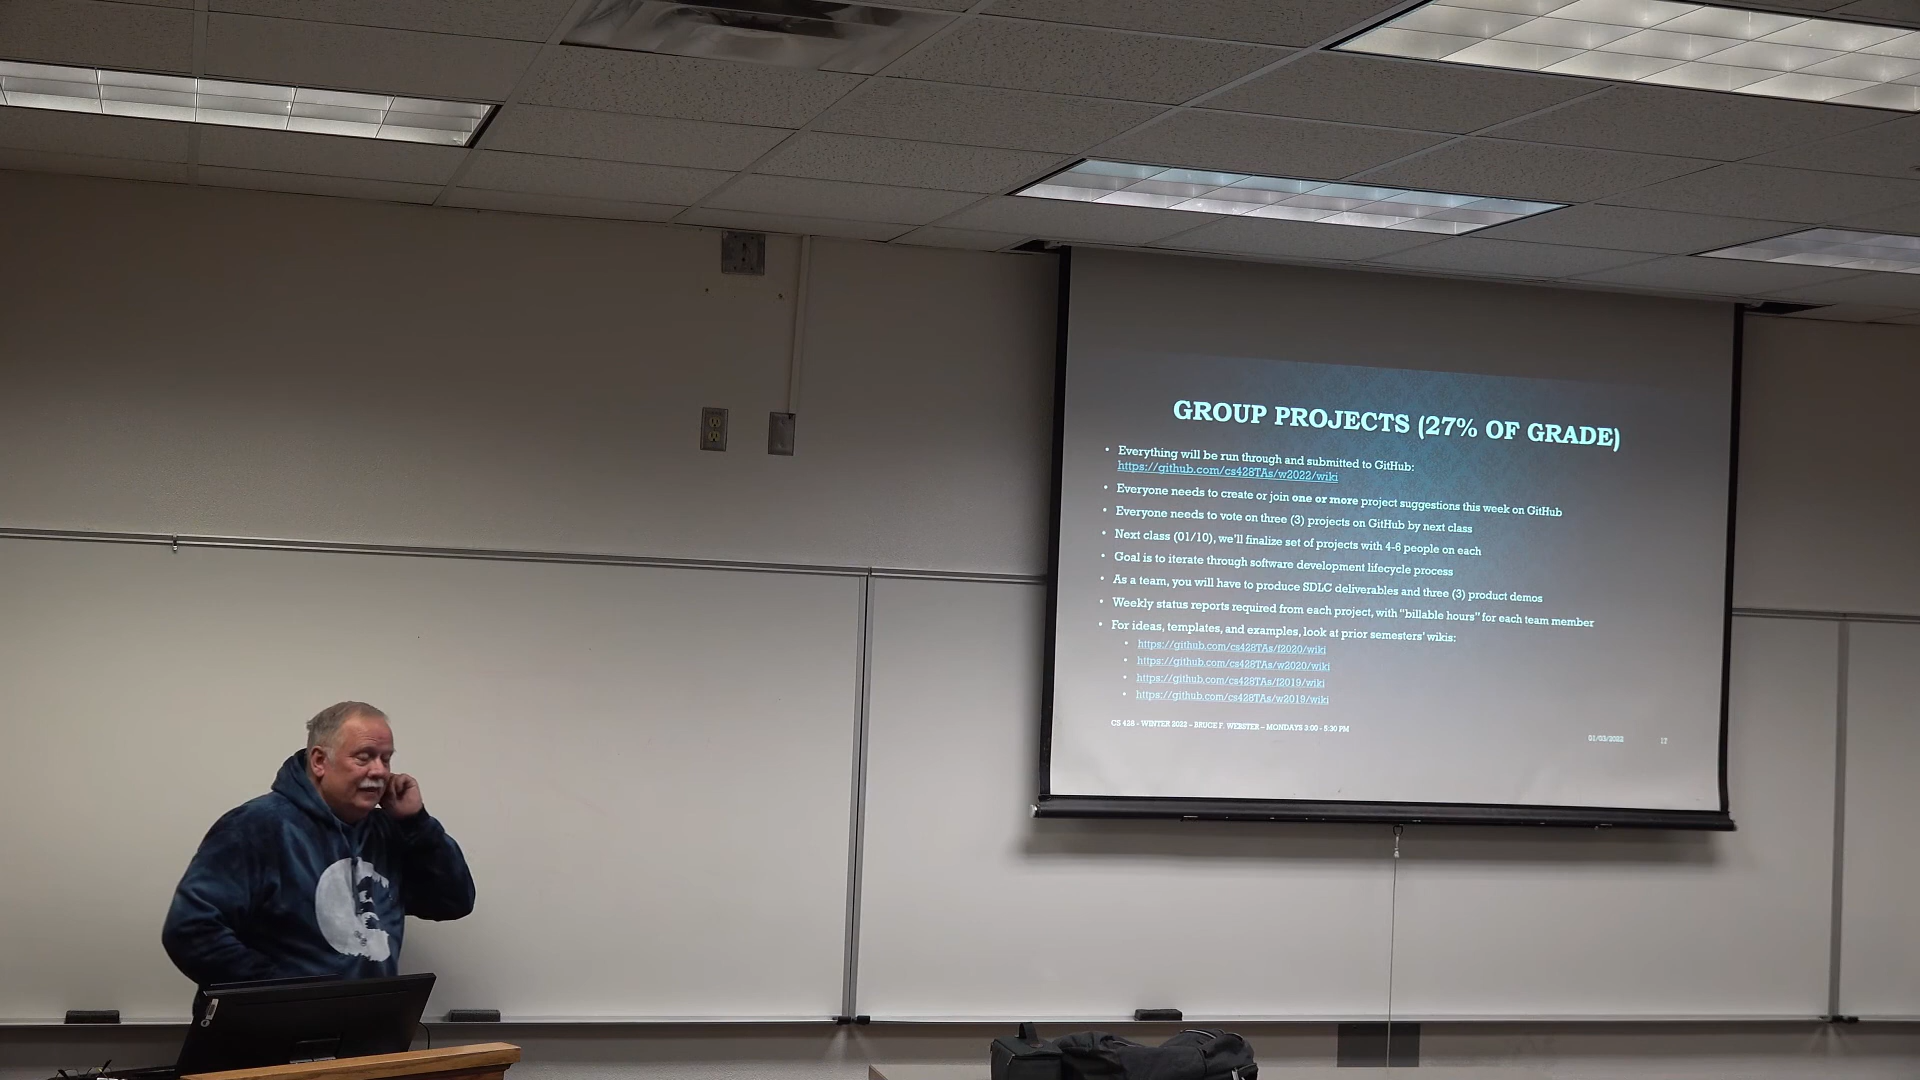 GROUP PROJECTS (27% OF GRADE)
• Everything will be run through and submitted to GitHub:
https://github.com/cs428TAs/w2022/wiki
• Everyone needs to create or join one or more project suggestions this week on GitHub
• Everyone needs to vote on three (3) projects on GitHub by next class
• Next class (01/10), we'll finalize set of projects with 4-6 people on each
• Goal is to iterate through software development lifecycle process
• As a team, you will have to produce SDLC deliverables and three (3) product demos
• Weekly status reports required from each project, with "billable hours" for each team member
• For ideas, templates, and examples, look at prior semesters' wikis:
• https://github.com/cs428TAs/f2020/wiki
• https://github.com/cs428TAs/w2020/wiki
• https://github.com/cs428TAs/f2019/wiki
• https://github.com/cs428TAs/w2019/wiki
CS 428 - WINTER 2022 – BRUCE F. WEBSTER – MONDAYS 3:00 - 5:30 PM
01/03/2022
17